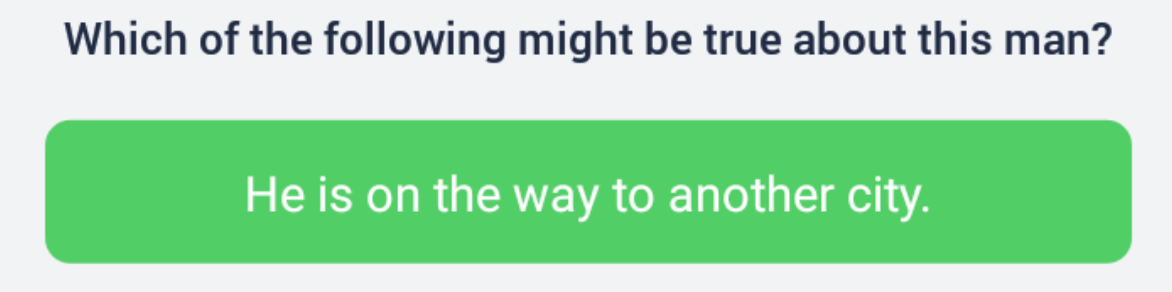 Which of the following might be true about this man?
He is on the way to another city.